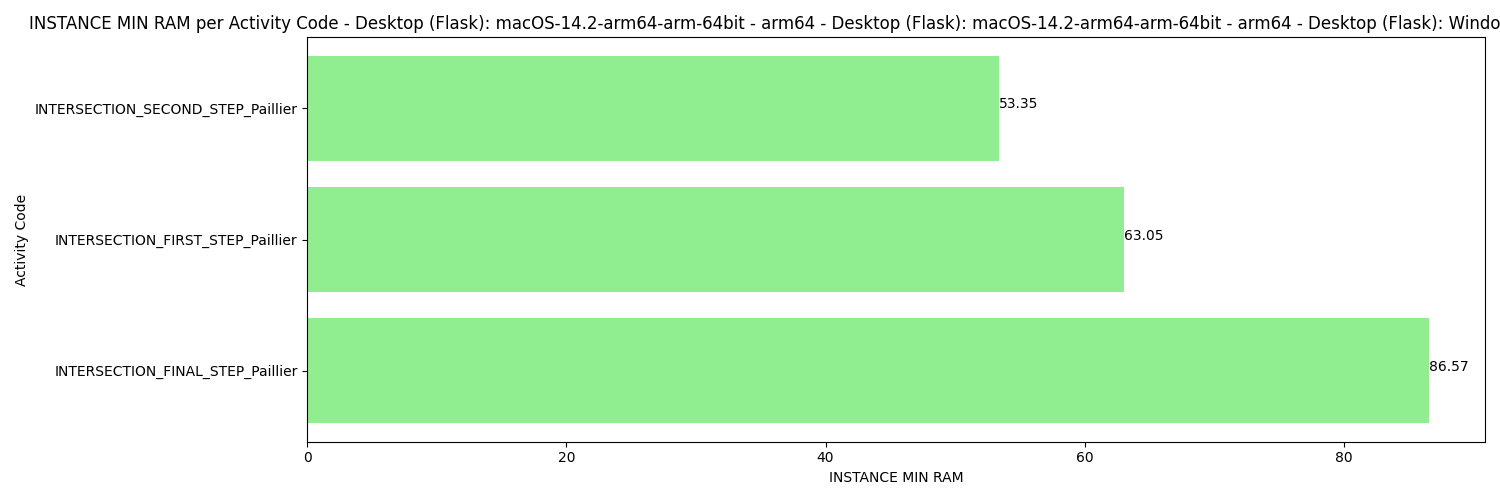 INSTANCE MIN RAM per Activity Code - Desktop (Flask): macOS-14.2-arm64-arm-64bit - arm64 - Desktop (Flask): macOS-14.2-arm64-arm-64bit - arm64 - Desktop (Flask): Windo
INTERSECTION_SECOND_STEP_Paillier
53.35
Activity Code
INTERSECTION_FIRST_STEP_Paillier
63.05
INTERSECTION_FINAL_STEP_Paillier
86.57
0 20 40 60 80
INSTANCE MIN RAM